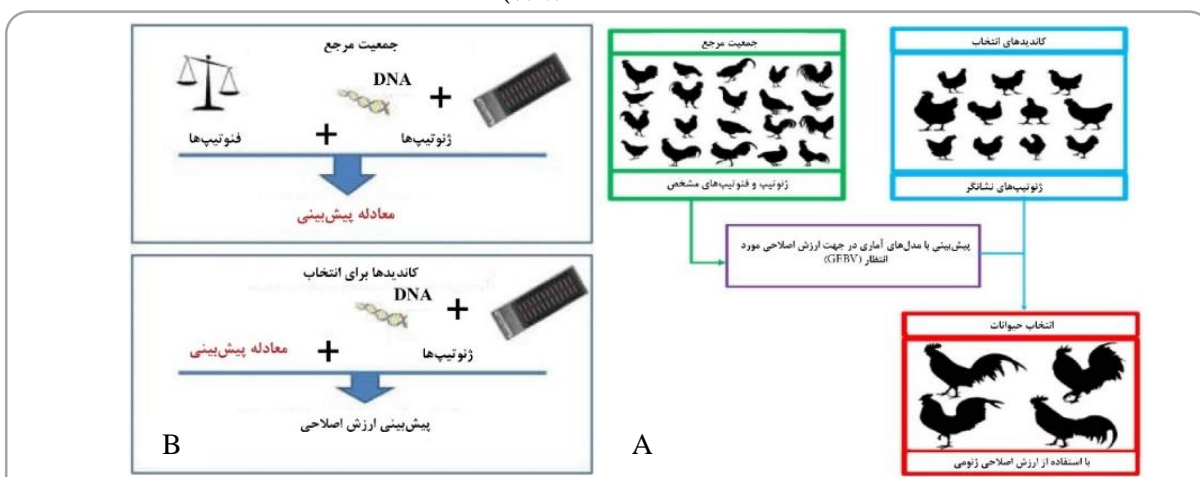 جمعیت مرجع
DNA
فنوتیپ‌ها
ژنوتیپ‌ها
معادله پیش‌بینی
کاندیدها برای انتخاب
DNA
معادله پیش‌بینی
ژنوتیپ‌ها
پیش‌بینی ارزش اصلاحی
B
جمعیت مرجع
ژنوتیپ و فنوتیپ‌های مشخص
کاندیدهای انتخاب
ژنوتیپ‌های نشانگر
پیش‌بینی با مدل‌های آماری در جهت ارزش اصلاحی مورد
انتظار (GEBV)
انتخاب حیوانات
با استفاده از ارزش اصلاحی ژنومی
A